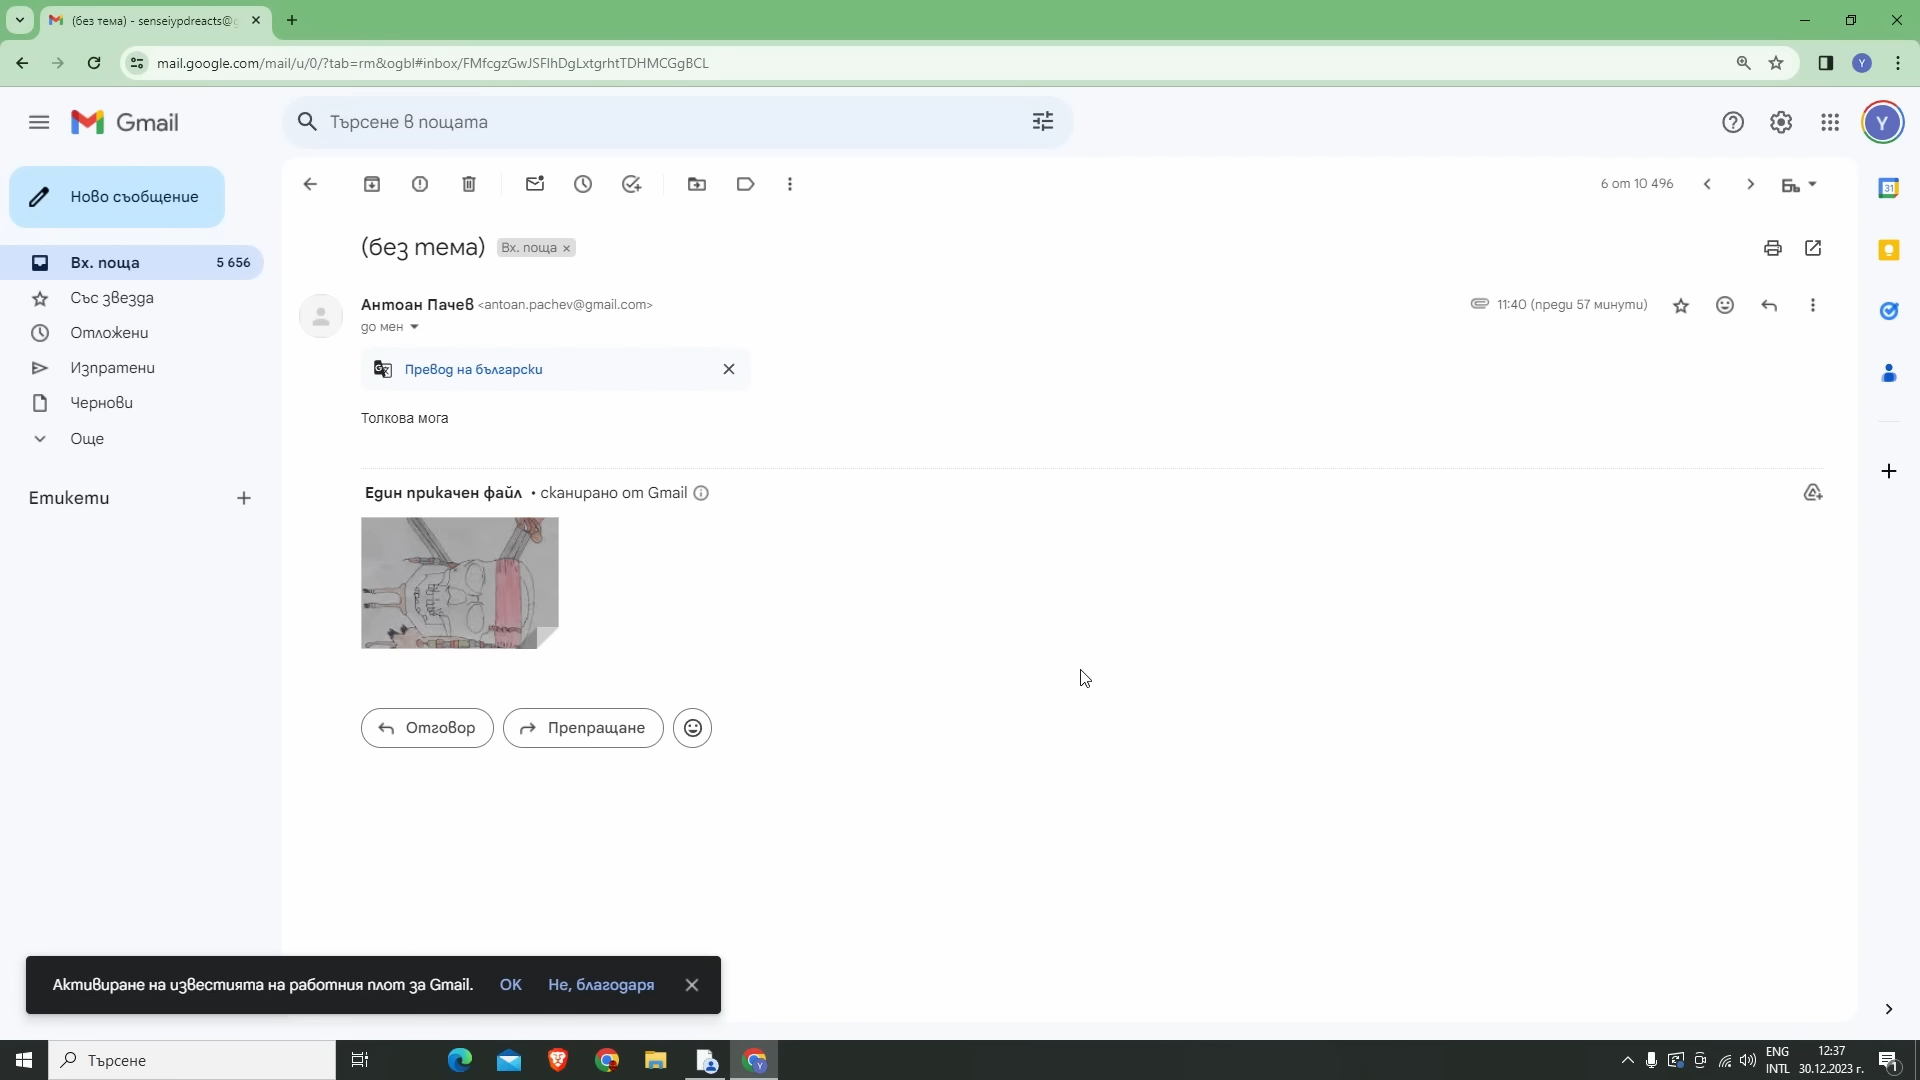 (без тема) - senseiypdreacts@g
mail.google.com/mail/u/0/?tab=rm&ogbl#inbox/FMfcgzGwJSFlhDgLxtgrhtTDHMCGgBCL
Y
Gmail
Търсене в пощата
Y
Ново съобщение
6 от 10 496
31
(без тема)
Вх. поща ×
Вх. поща 5 656
Със звезда
Отложени
Изпратени
Чернови
Още
Етикети
Антоан Пачев <antoan.pachev@gmail.com>
11:40 (преди 57 минути)
до мен
Превод на български
Толкова мога
Един прикачен файл • сканирано от Gmail
Отговор
Препращане
Активиране на известията на работния плот за Gmail.
OK
Не, благодаря
Търсене
ENG
INTL
12:37
30.12.2023 г.
1